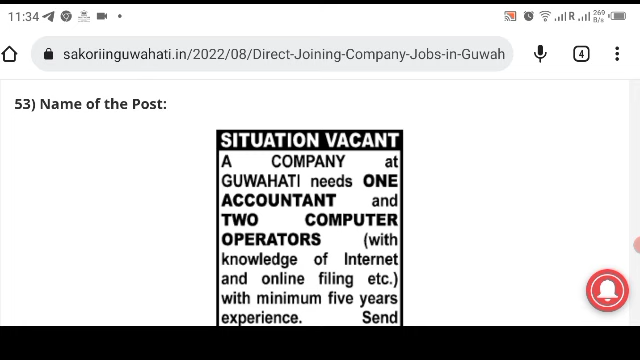 11:34 R 269 B/s
sakoriinguwahati.in/2022/08/Direct-Joining-Company-Jobs-in-Guwah 4
53) Name of the Post:
SITUATION VACANT
A COMPANY at
GUWAHATI needs ONE
ACCOUNTANT and
TWO COMPUTER
OPERATORS (with
knowledge of Internet
and online filing etc.)
with minimum five years
experience. Send